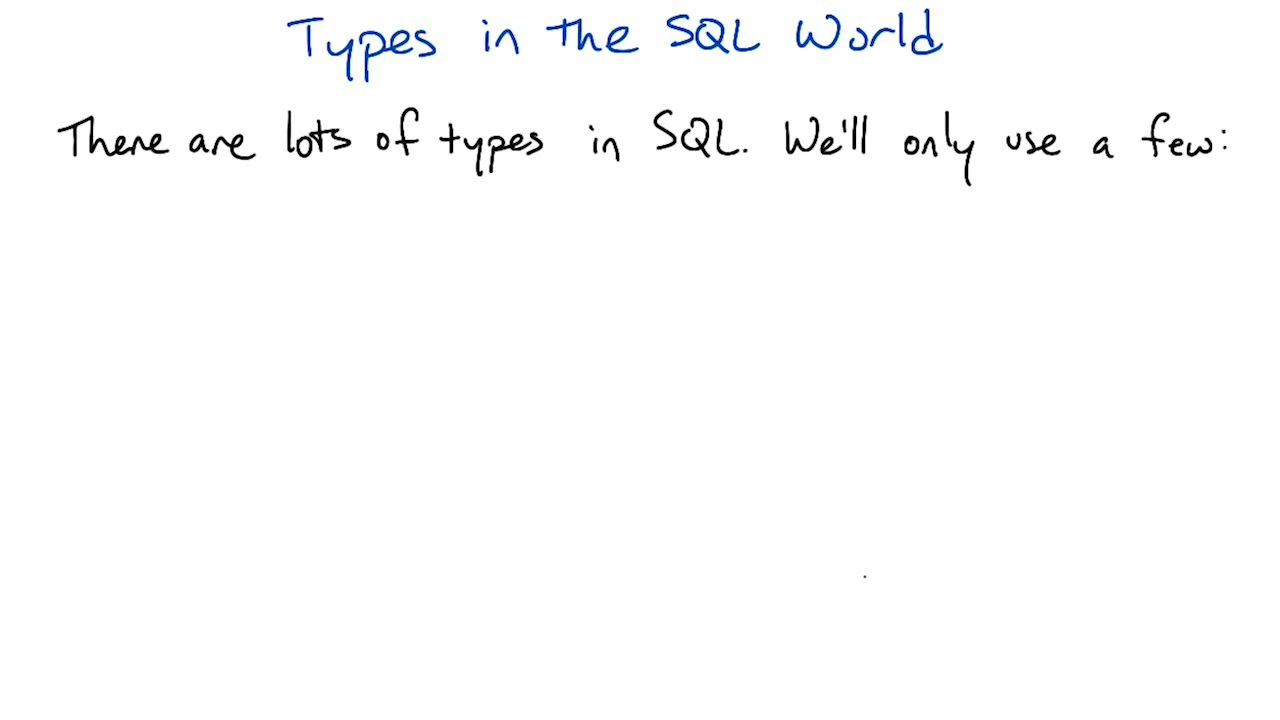 Types in the SQL World
There are lots of types in SQL. We'll only use a few: